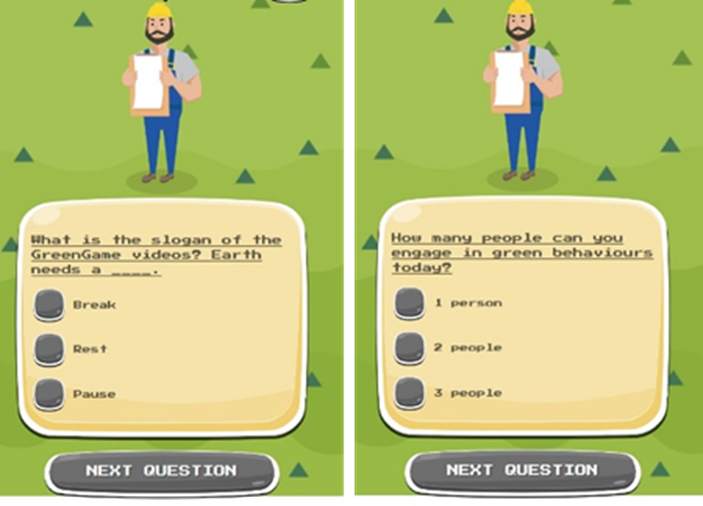 What is the slogan of the
GreenGame videos? Earth
needs a ____.
Break
Rest
Pause
NEXT QUESTION
How many people can you
engage in green behaviours
today?
1 person
2 people
3 people
NEXT QUESTION